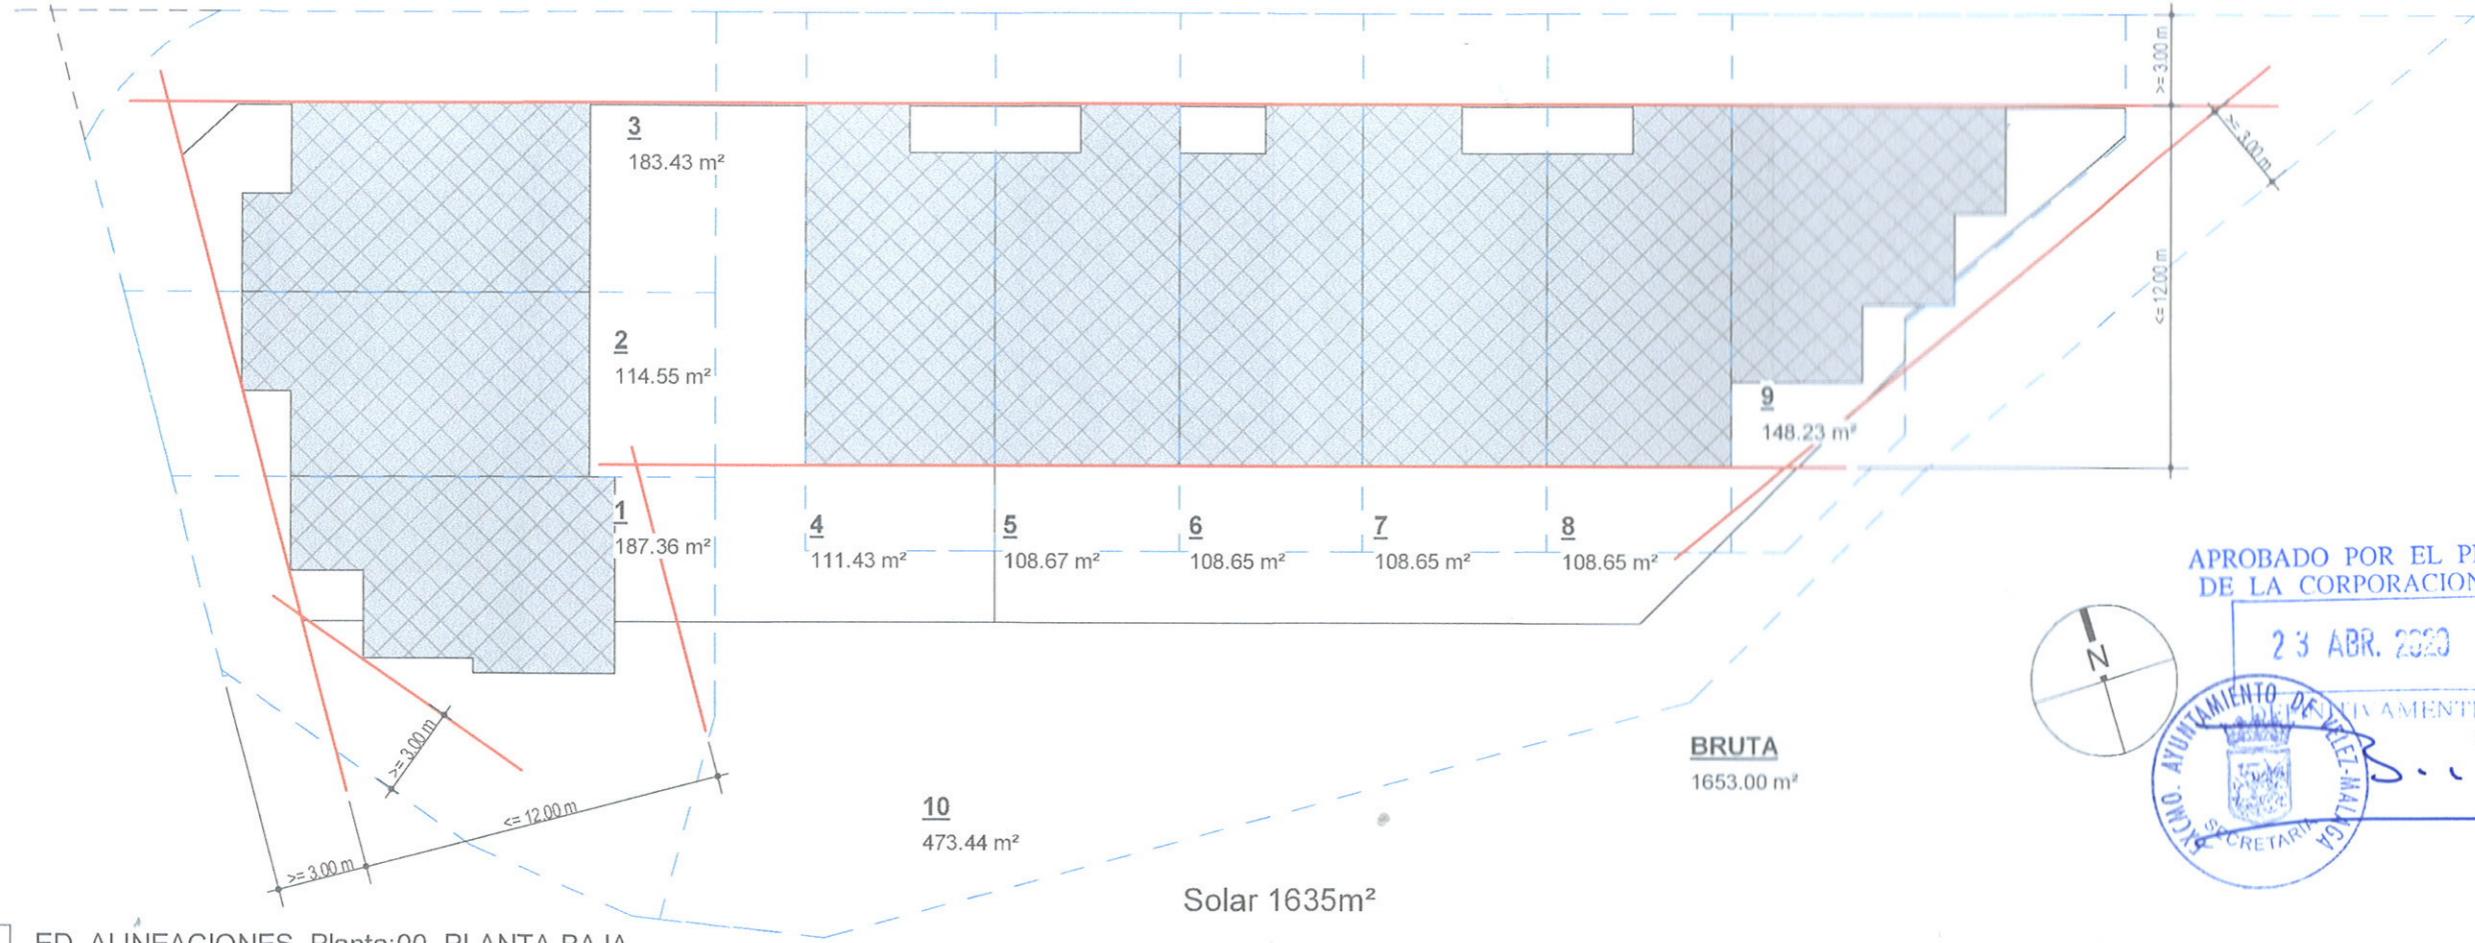 >= 3.00 m
3
183.43 m²
>= 3.00 m
<= 12.00 m
2
114.55 m²
9
148.23 m²
1
187.36 m²
4
111.43 m²
5
108.67 m²
6
108.65 m²
7
108.65 m²
8
108.65 m²
APROBADO POR EL
DE LA CORPORACION
23 ABR. 2020
N
DEFINITIVAMENTE
EXCMO. AYUNTAMIENTO DE VELEZ-MALAGA
SECRETARIA
BRUTA
1653.00 m²
>= 3.00 m
<= 12.00 m
>= 3.00 m
10
473.44 m²
Solar 1635m²
ED. ALINEACIONES Planta:00 PLANTA BAJA